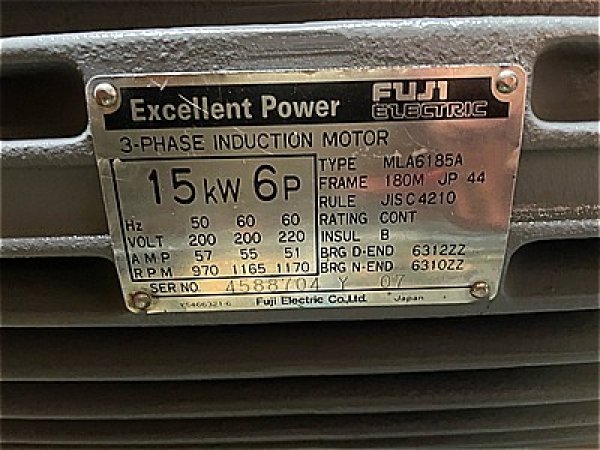 Excellent Power FUJI ELECTRIC
3-PHASE INDUCTION MOTOR
15 kW 6P
Hz 50 60 60
VOLT 200 200 220
AMP 57 55 51
RPM 970 1165 1170
TYPE MLA6185A
FRAME 180M JP 44
RULE JISC4210
RATING CONT
INSUL B
BRG D-END 6312ZZ
BRG N-END 6310ZZ
SER NO. 4588704 Y 07
Fuji Electric Co., Ltd. Japan